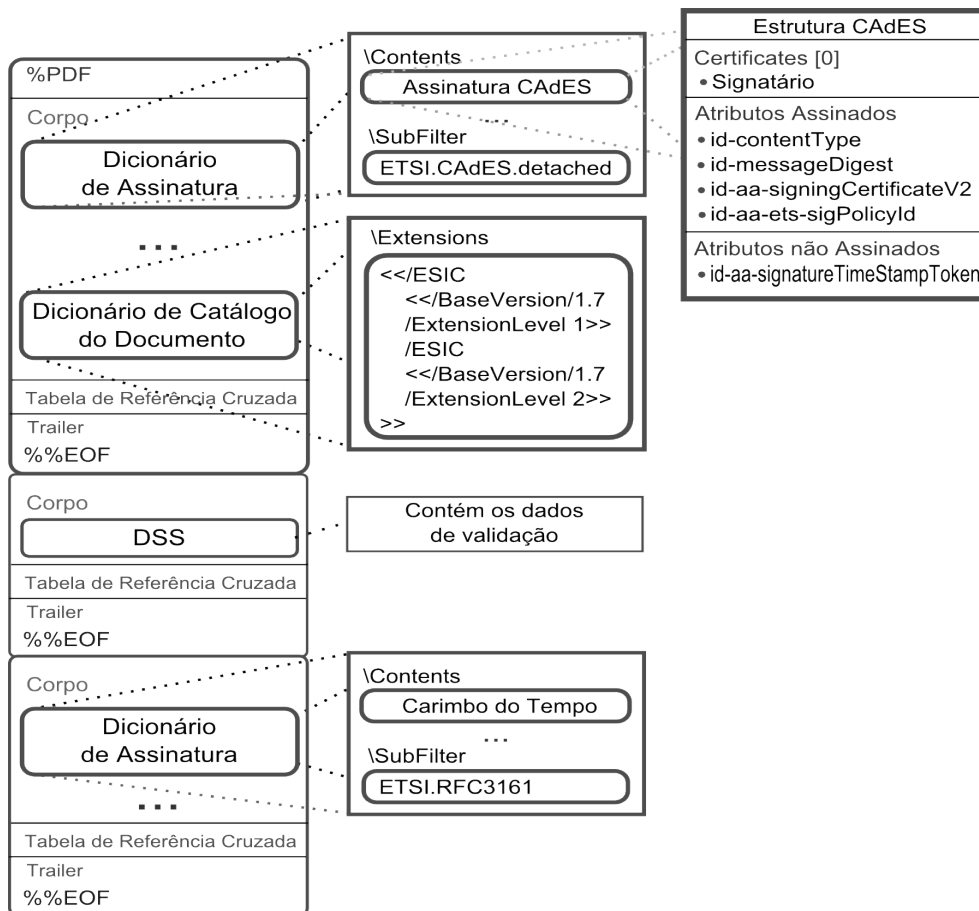 %PDF
Corpo
Dicionário
de Assinatura
...
Dicionário de Catálogo
do Documento
Tabela de Referência Cruzada
Trailer
%%EOF
Corpo
DSS
Tabela de Referência Cruzada
Trailer
%%EOF
Corpo
Dicionário
de Assinatura
...
Tabela de Referência Cruzada
Trailer
%%EOF
\Contents
Assinatura CAdES
...
\SubFilter
ETSI.CAdES.detached
\Extensions
<</ESIC
<</BaseVersion/1.7
/ExtensionLevel 1>>
/ESIC
<</BaseVersion/1.7
/ExtensionLevel 2>>
>>
Contém os dados
de validação
\Contents
Carimbo do Tempo
...
\SubFilter
ETSI.RFC3161
Estrutura CAdES
Certificates [0]
• Signatário
Atributos Assinados
• id-contentType
• id-messageDigest
• id-aa-signingCertificateV2
• id-aa-ets-sigPolicyId
Atributos não Assinados
• id-aa-signatureTimeStampToken